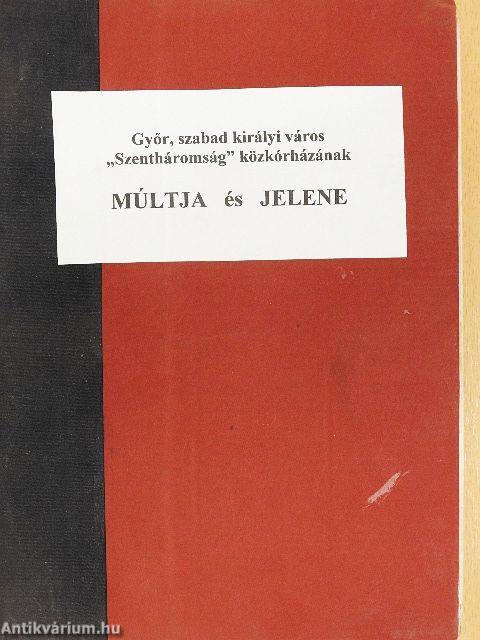 Győr, szabad királyi város
„Szentháromság” közkórházának
MÚLTJA és JELENE
Antikvárium.hu